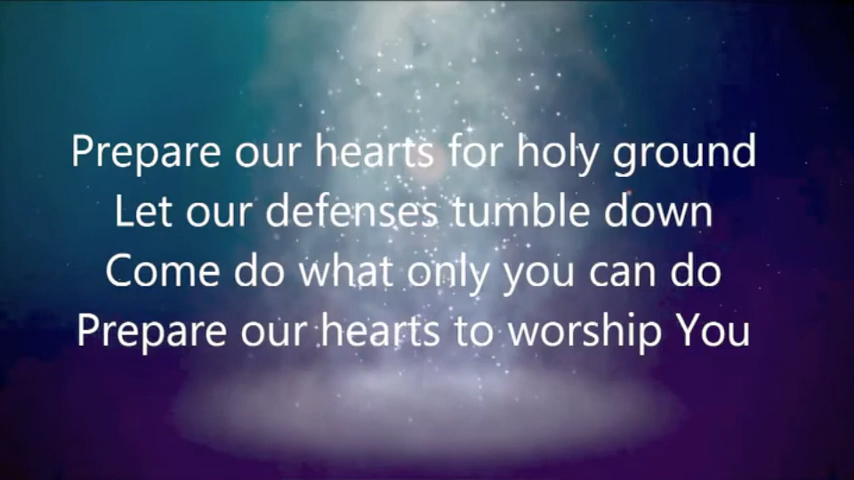 Prepare our hearts for holy ground
Let our defenses tumble down
Come do what only you can do
Prepare our hearts to worship You